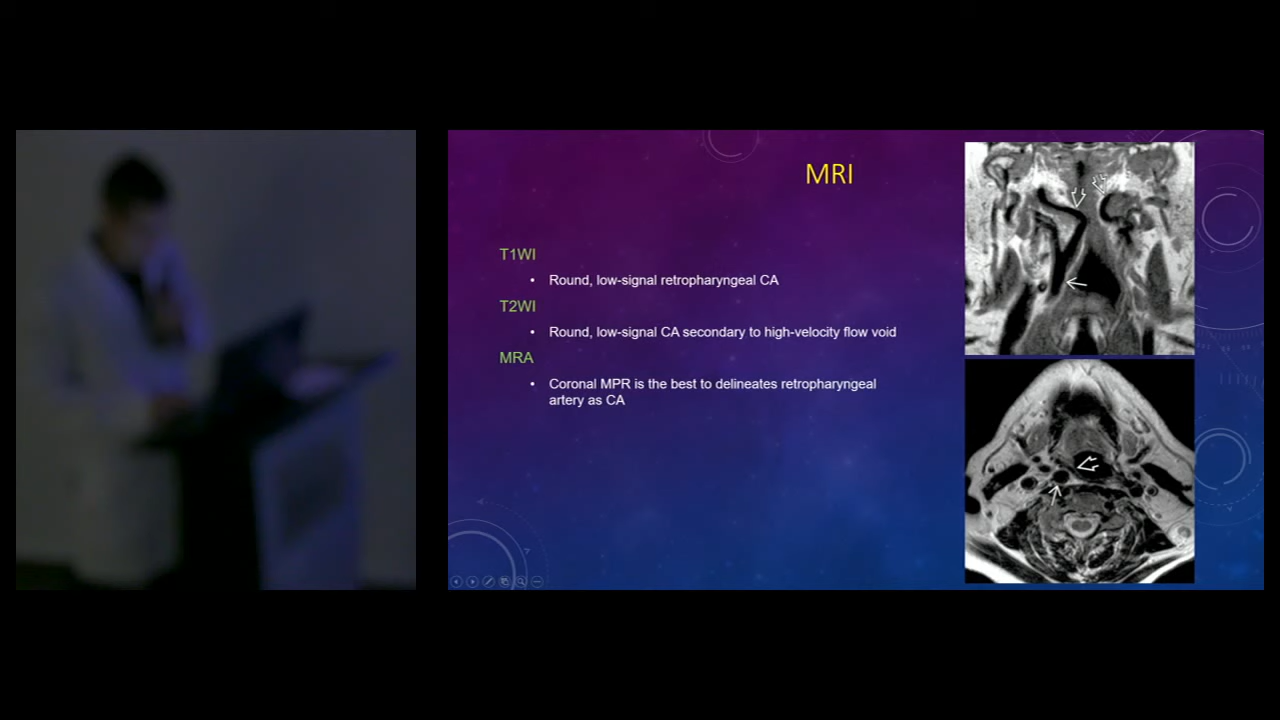 MRI
T1WI
• Round, low-signal retropharyngeal CA
T2WI
• Round, low-signal CA secondary to high-velocity flow void
MRA
• Coronal MPR is the best to delineates retropharyngeal
artery as CA